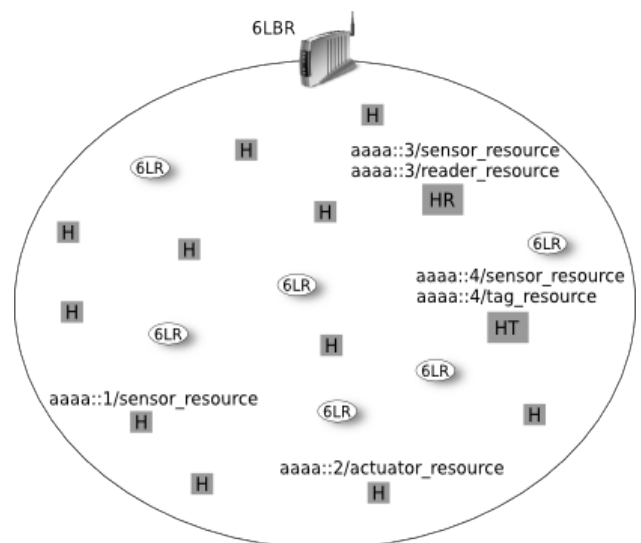 6LBR
H
H
6LR
aaaa::3/sensor_resource
aaaa::3/reader_resource
HR
H
H
H
6LR
aaaa::4/sensor_resource
aaaa::4/tag_resource
6LR
H
HT
6LR
H
6LR
aaaa::1/sensor_resource
H
6LR
H
aaaa::2/actuator_resource
H
H